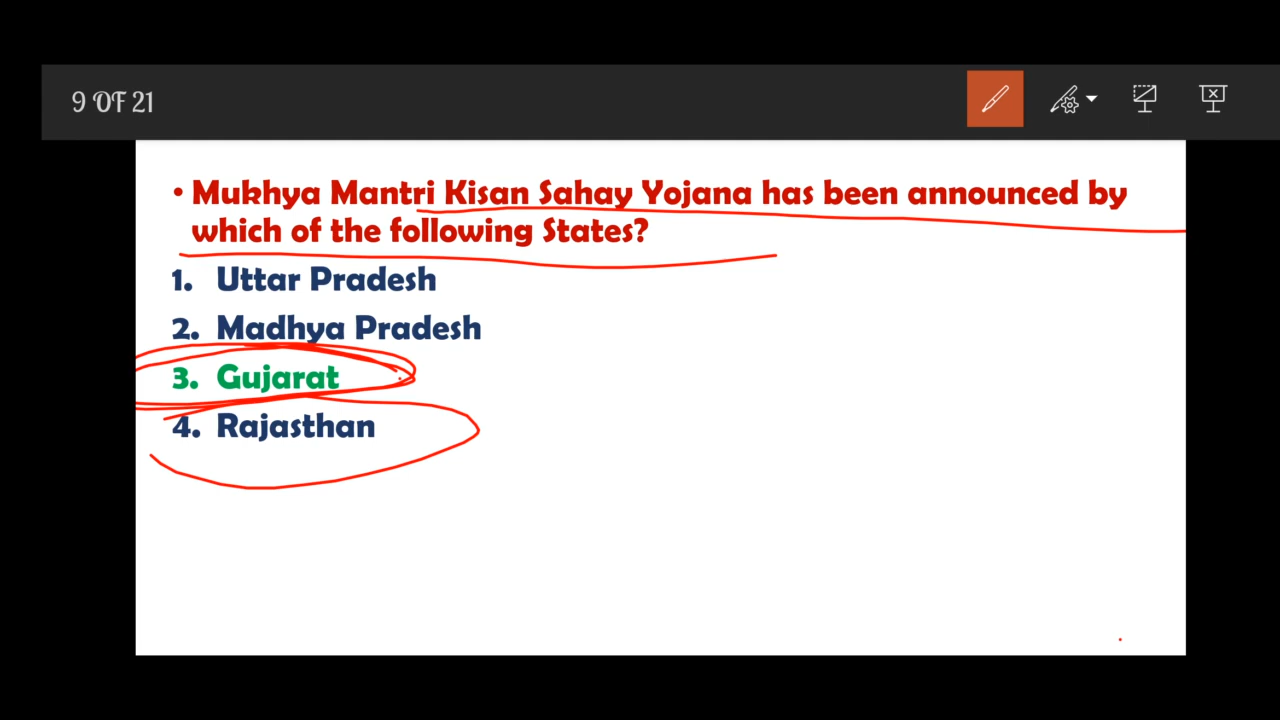 9 OF 21
• Mukhya Mantri Kisan Sahay Yojana has been announced by
which of the following States?
1. Uttar Pradesh
2. Madhya Pradesh
3. Gujarat
4. Rajasthan